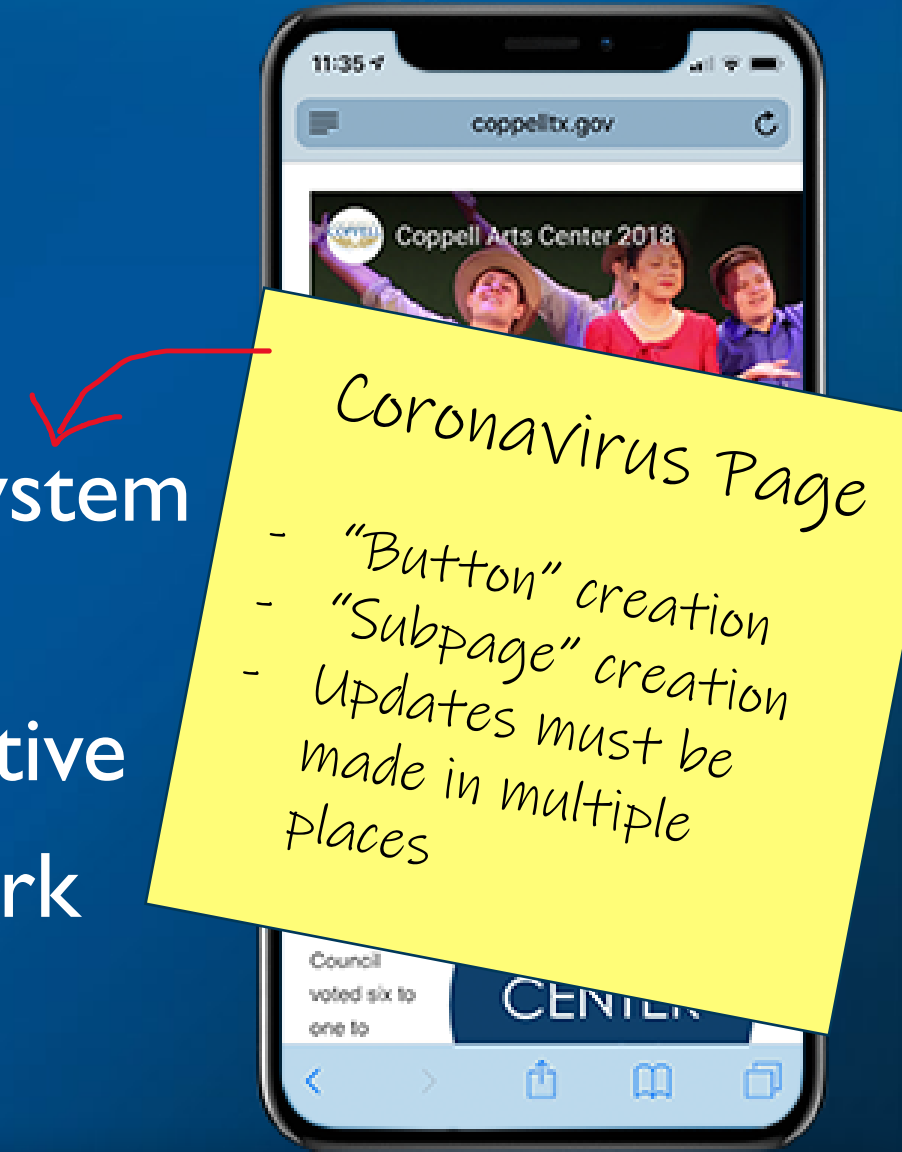 11:35
coppelltx.gov
COPPELL
Coppell Arts Center 2018
ystem
tive
rk
Coronavirus Page
- "Button" creation
- "Subpage" creation
- Updates must be
made in multiple
places
Council
voted six to
one to
CENTER